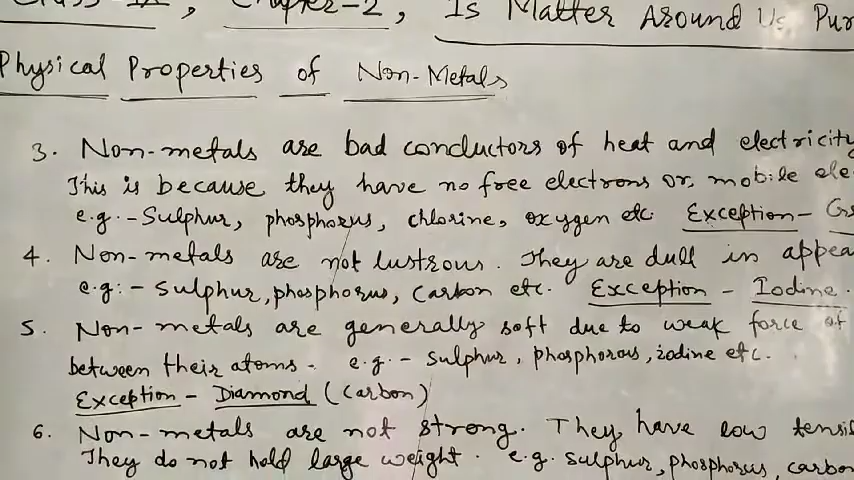 Chapter-2, Is Matter Around Us Pur
Physical Properties of Non-Metals
3. Non-metals are bad conductors of heat and electricity
This is because they have no free electrons or, mobile ele
e.g.- Sulphur, phosphorus, chlorine, oxygen etc. Exception-
4. Non-metals are not lustrous. They are dull in appea
e.g:- Sulphur, phosphorus, Carbon etc. Exception - Iodine.
5. Non-metals are generally soft due to weak force of
between their atoms. e.g.- Sulphur, phosphorous, iodine etc.
Exception - Diamond (Carbon)
6. Non-metals are not strong. They have low tensil
They do not hold large weight. e.g. Sulphur, phosphorus, carbon